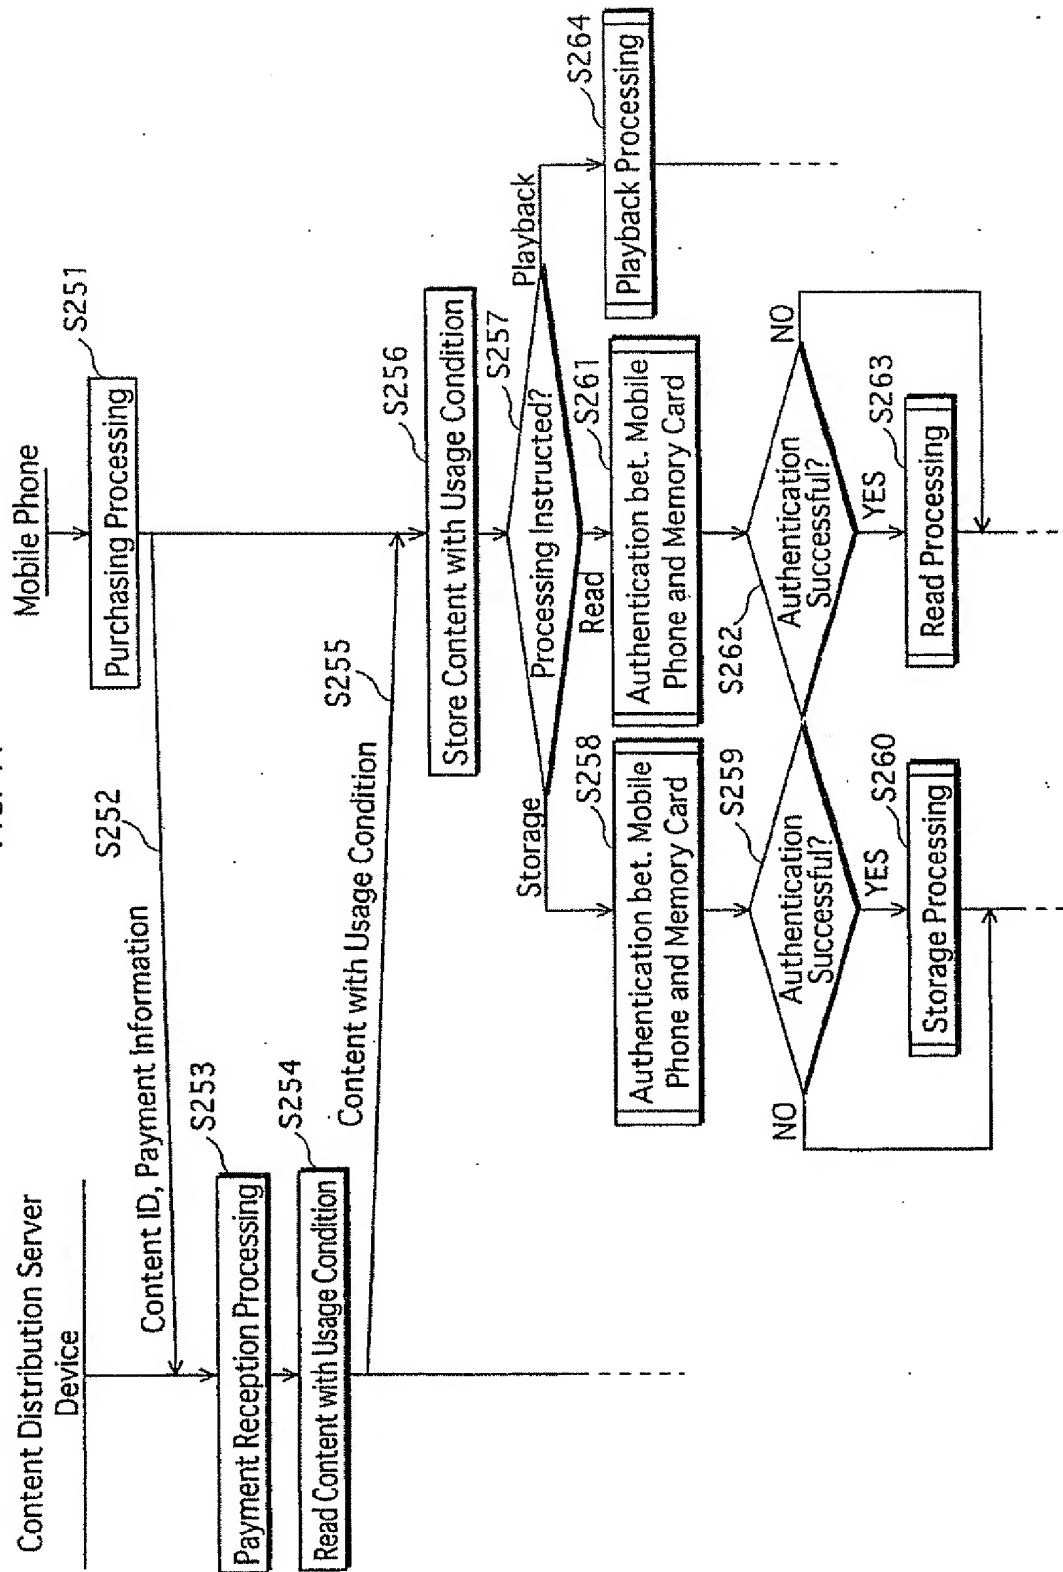 Content Distribution Server
Device
Mobile Phone
Purchasing Processing
S251
S252
Content ID, Payment Information
Payment Reception Processing
S253
Read Content with Usage Condition
S254
Content with Usage Condition
S255
Store Content with Usage Condition
S256
Processing Instructed?
S257
Storage
Read
Playback
Authentication bet. Mobile
Phone and Memory Card
S258
Authentication
Successful?
S259
NO
YES
Storage Processing
S260
Authentication bet. Mobile
Phone and Memory Card
S261
Authentication
Successful?
S262
NO
YES
Read Processing
S263
Playback Processing
S264